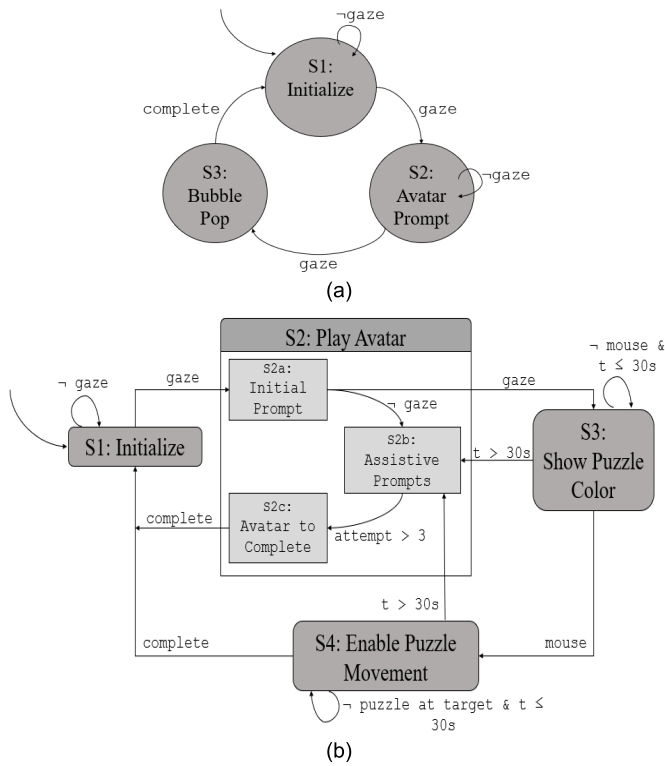 ¬gaze
S1:
Initialize
complete
gaze
S3:
Bubble
Pop
S2:
Avatar
Prompt
¬gaze
gaze
(a)
S2: Play Avatar
¬ mouse &
t ≤ 30s
¬ gaze
gaze
S2a:
Initial
Prompt
gaze
¬ gaze
S1: Initialize
S2b:
Assistive
Prompts
t > 30s
S3:
Show Puzzle
Color
complete
S2c:
Avatar to
Complete
attempt > 3
t > 30s
complete
S4: Enable Puzzle
Movement
mouse
¬ puzzle at target & t ≤
30s
(b)